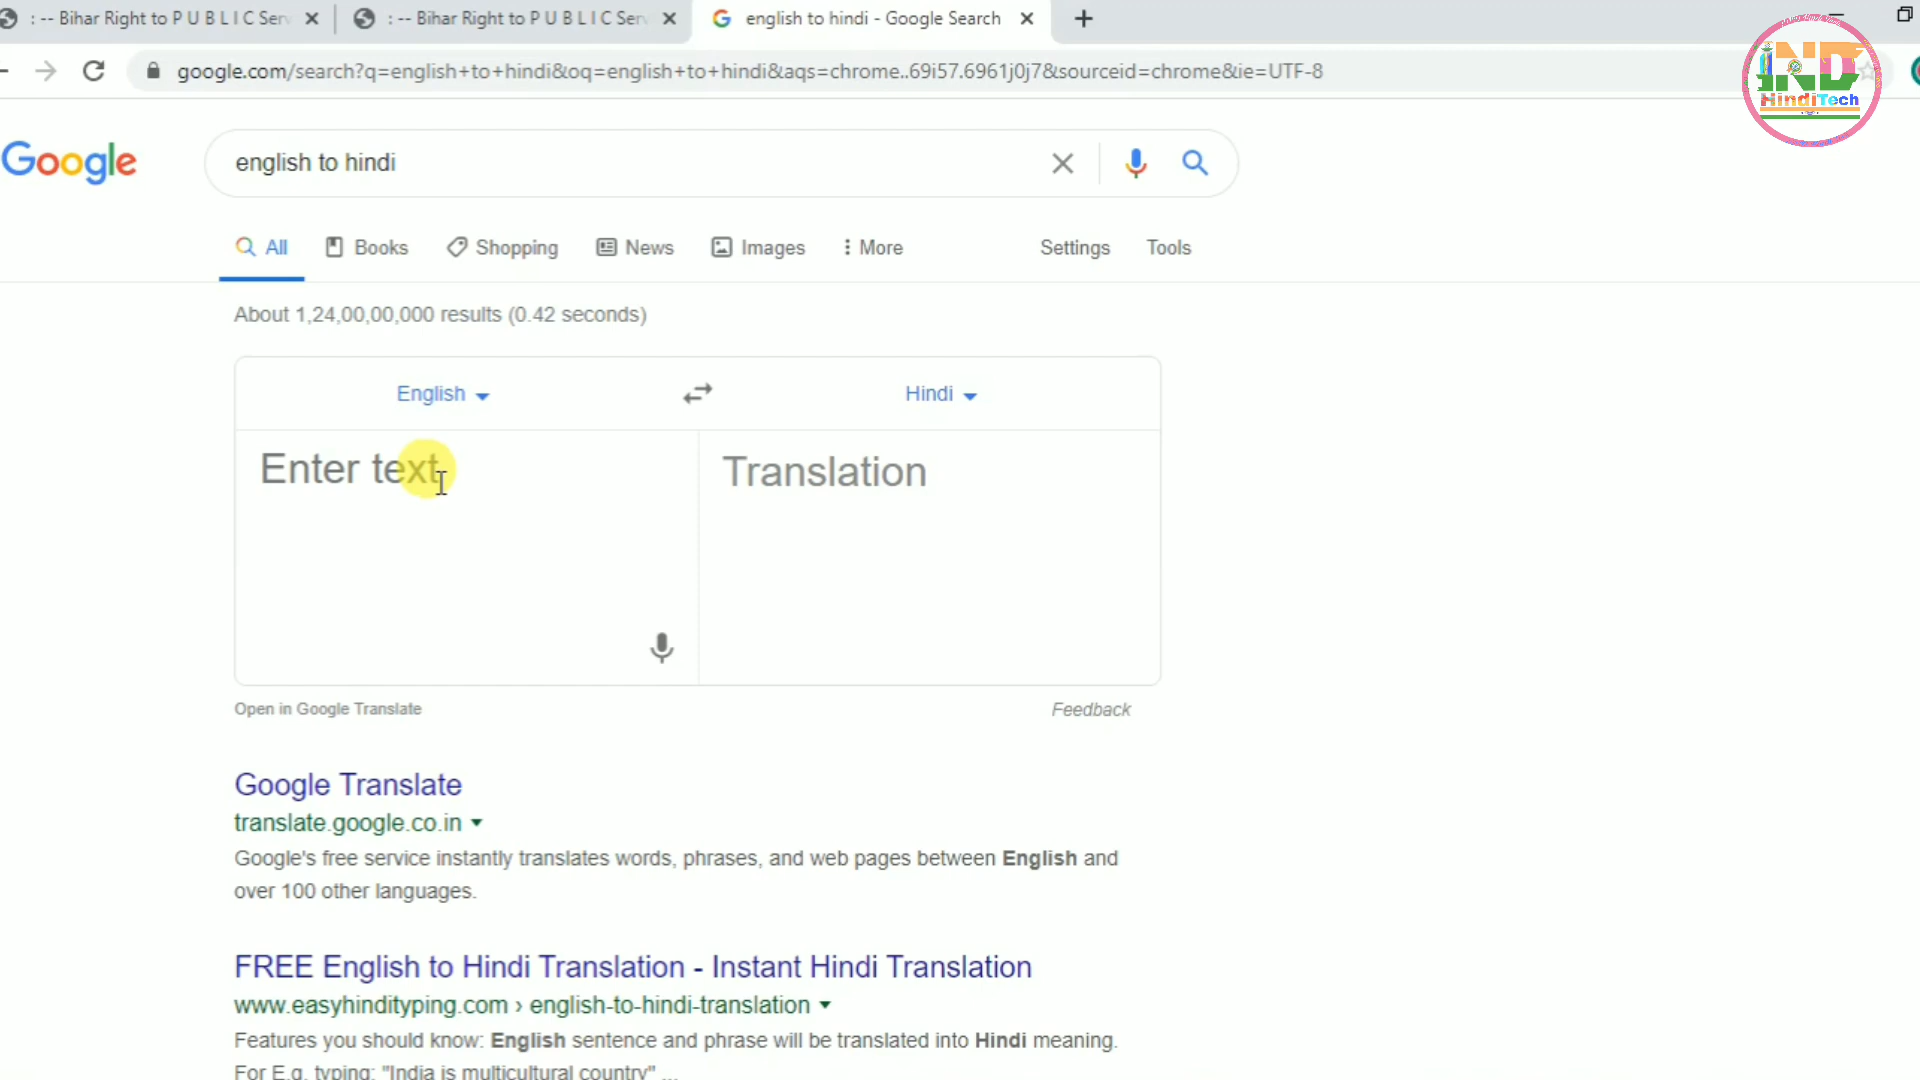 : -- Bihar Right to P U B L I C Serv
: -- Bihar Right to P U B L I C Serv
english to hindi - Google Search
google.com/search?q=english+to+hindi&oq=english+to+hindi&aqs=chrome..69i57.6961j0j7&sourceid=chrome&ie=UTF-8
IND
HindiTech
Google
english to hindi
All Books Shopping News Images More Settings Tools
About 1,24,00,00,000 results (0.42 seconds)
English Hindi
Enter text
Translation
Open in Google Translate
Feedback
Google Translate
translate.google.co.in
Google's free service instantly translates words, phrases, and web pages between English and
over 100 other languages.
FREE English to Hindi Translation - Instant Hindi Translation
www.easyhindityping.com › english-to-hindi-translation
Features you should know: English sentence and phrase will be translated into Hindi meaning.
For E.g. typing: "India is multicultural country" ...